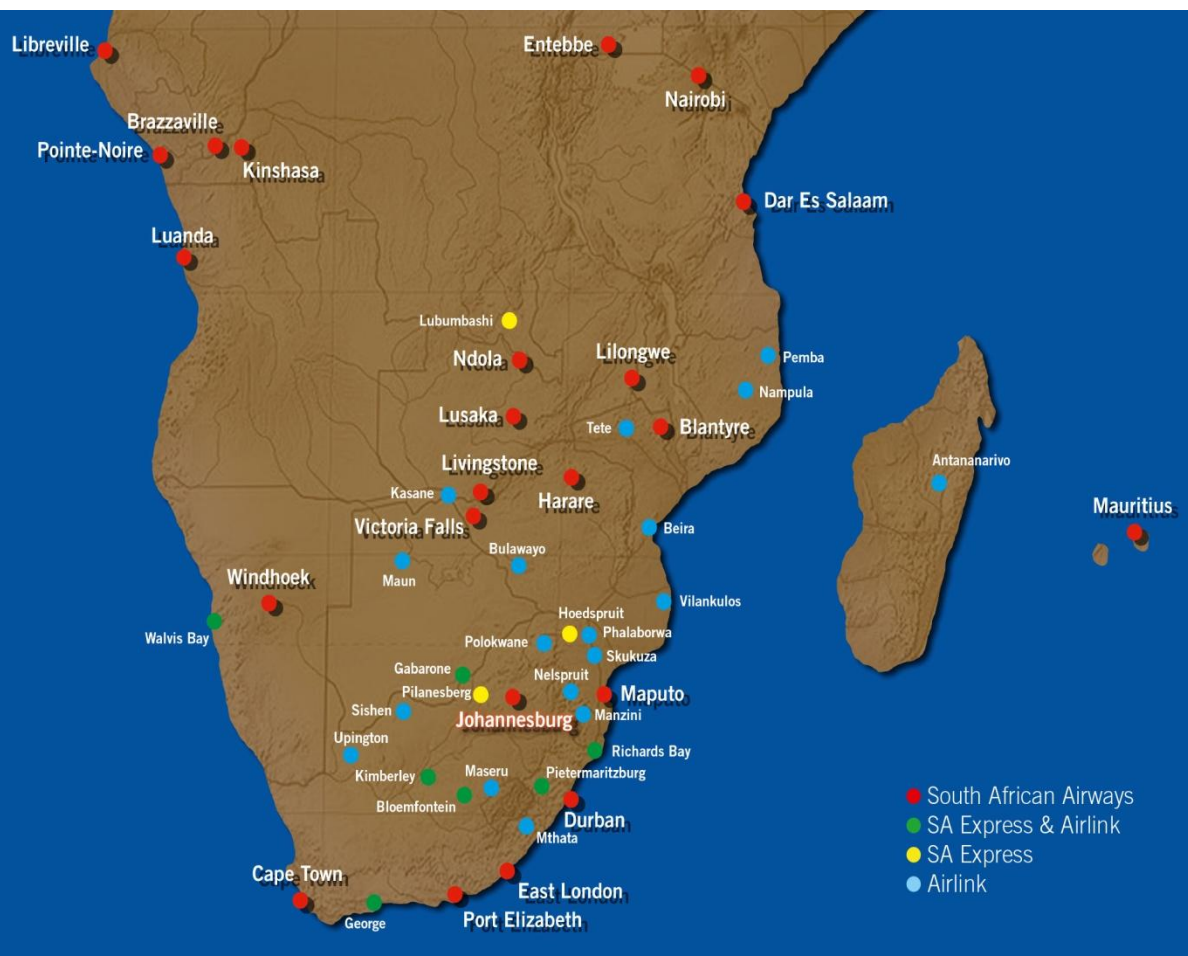 Libreville
Entebbe
Nairobi
Brazzaville
Pointe-Noire
Kinshasa
Dar Es Salaam
Luanda
Lubumbashi
Ndola
Lilongwe
Pemba
Nampula
Lusaka
Tete
Blantyre
Livingstone
Antananarivo
Kasane
Harare
Mauritius
Victoria Falls
Beira
Bulawayo
Maun
Windhoek
Vilankulos
Hoedspruit
Walvis Bay
Polokwane
Phalaborwa
Skukuza
Gabarone
Nelspruit
Pilanesberg
Maputo
Sishen
Johannesburg
Manzini
Upington
Richards Bay
Kimberley
Maseru
Pietermaritzburg
Bloemfontein
Durban
Mthata
Cape Town
East London
George
Port Elizabeth
South African Airways
SA Express & Airlink
SA Express
Airlink